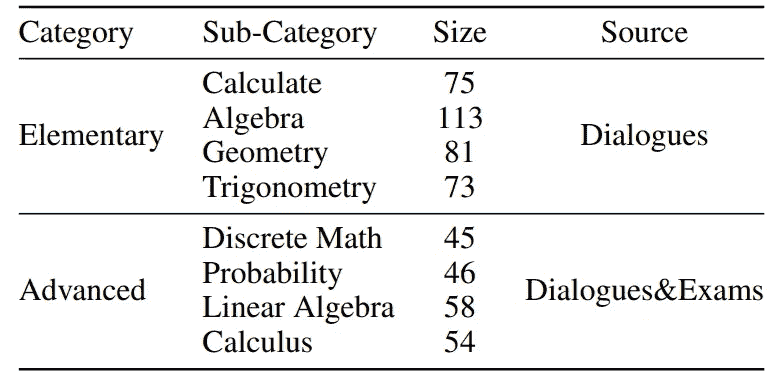 Category Sub-Category Size Source
Calculate 75
Algebra 113
Elementary Dialogues
Geometry 81
Trigonometry 73
Discrete Math 45
Probability 46
Advanced Dialogues&Exams
Linear Algebra 58
Calculus 54